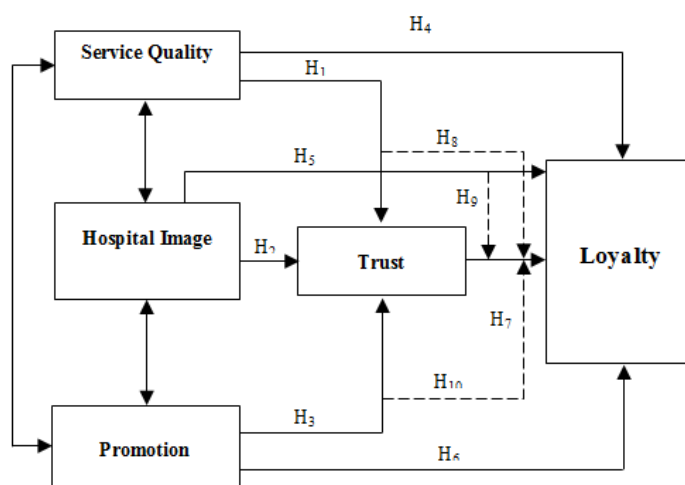 H4
Service Quality
H1
H8
H5
H9
Hospital Image
H2
Trust
Loyalty
H7
H10
H3
Promotion
H6